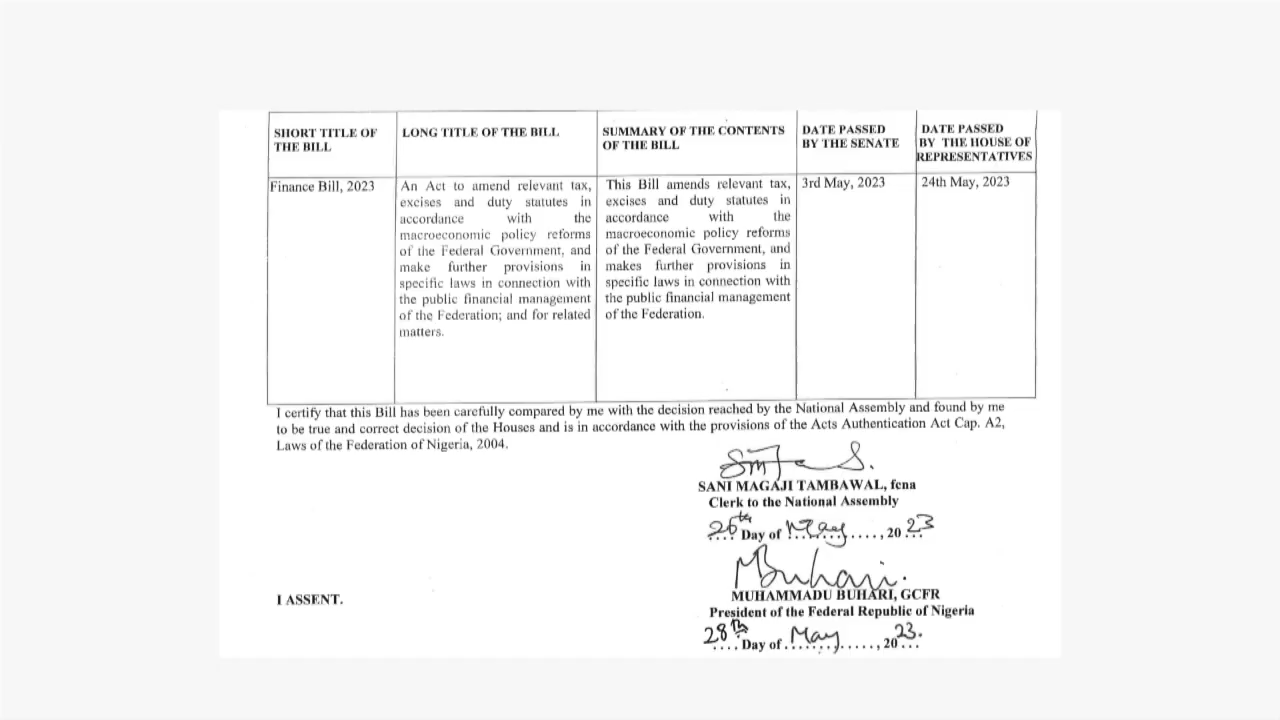 SHORT TITLE OF
THE BILL
LONG TITLE OF THE BILL
SUMMARY OF THE CONTENTS
OF THE BILL
DATE PASSED
BY THE SENATE
DATE PASSED
BY THE HOUSE OF
REPRESENTATIVES
Finance Bill, 2023
An Act to amend relevant tax,
excises and duty statutes in
accordance with the
macroeconomic policy reforms
of the Federal Government, and
make further provisions in
specific laws in connection with
the public financial management
of the Federation; and for related
matters.
This Bill amends relevant tax,
excises and duty statutes in
accordance with the
macroeconomic policy reforms
of the Federal Government, and
makes further provisions in
specific laws in connection with
the public financial management
of the Federation.
3rd May, 2023
24th May, 2023
I certify that this Bill has been carefully compared by me with the decision reached by the National Assembly and found by me
to be true and correct decision of the Houses and is in accordance with the provisions of the Acts Authentication Act Cap. A2,
Laws of the Federation of Nigeria, 2004.
SANI MAGAJI TAMBAWAL, fcna
Clerk to the National Assembly
26th Day of May, 2023
MBuhari.
MUHAMMADU BUHARI, GCFR
I ASSENT.
President of the Federal Republic of Nigeria
28th Day of May, 2023.